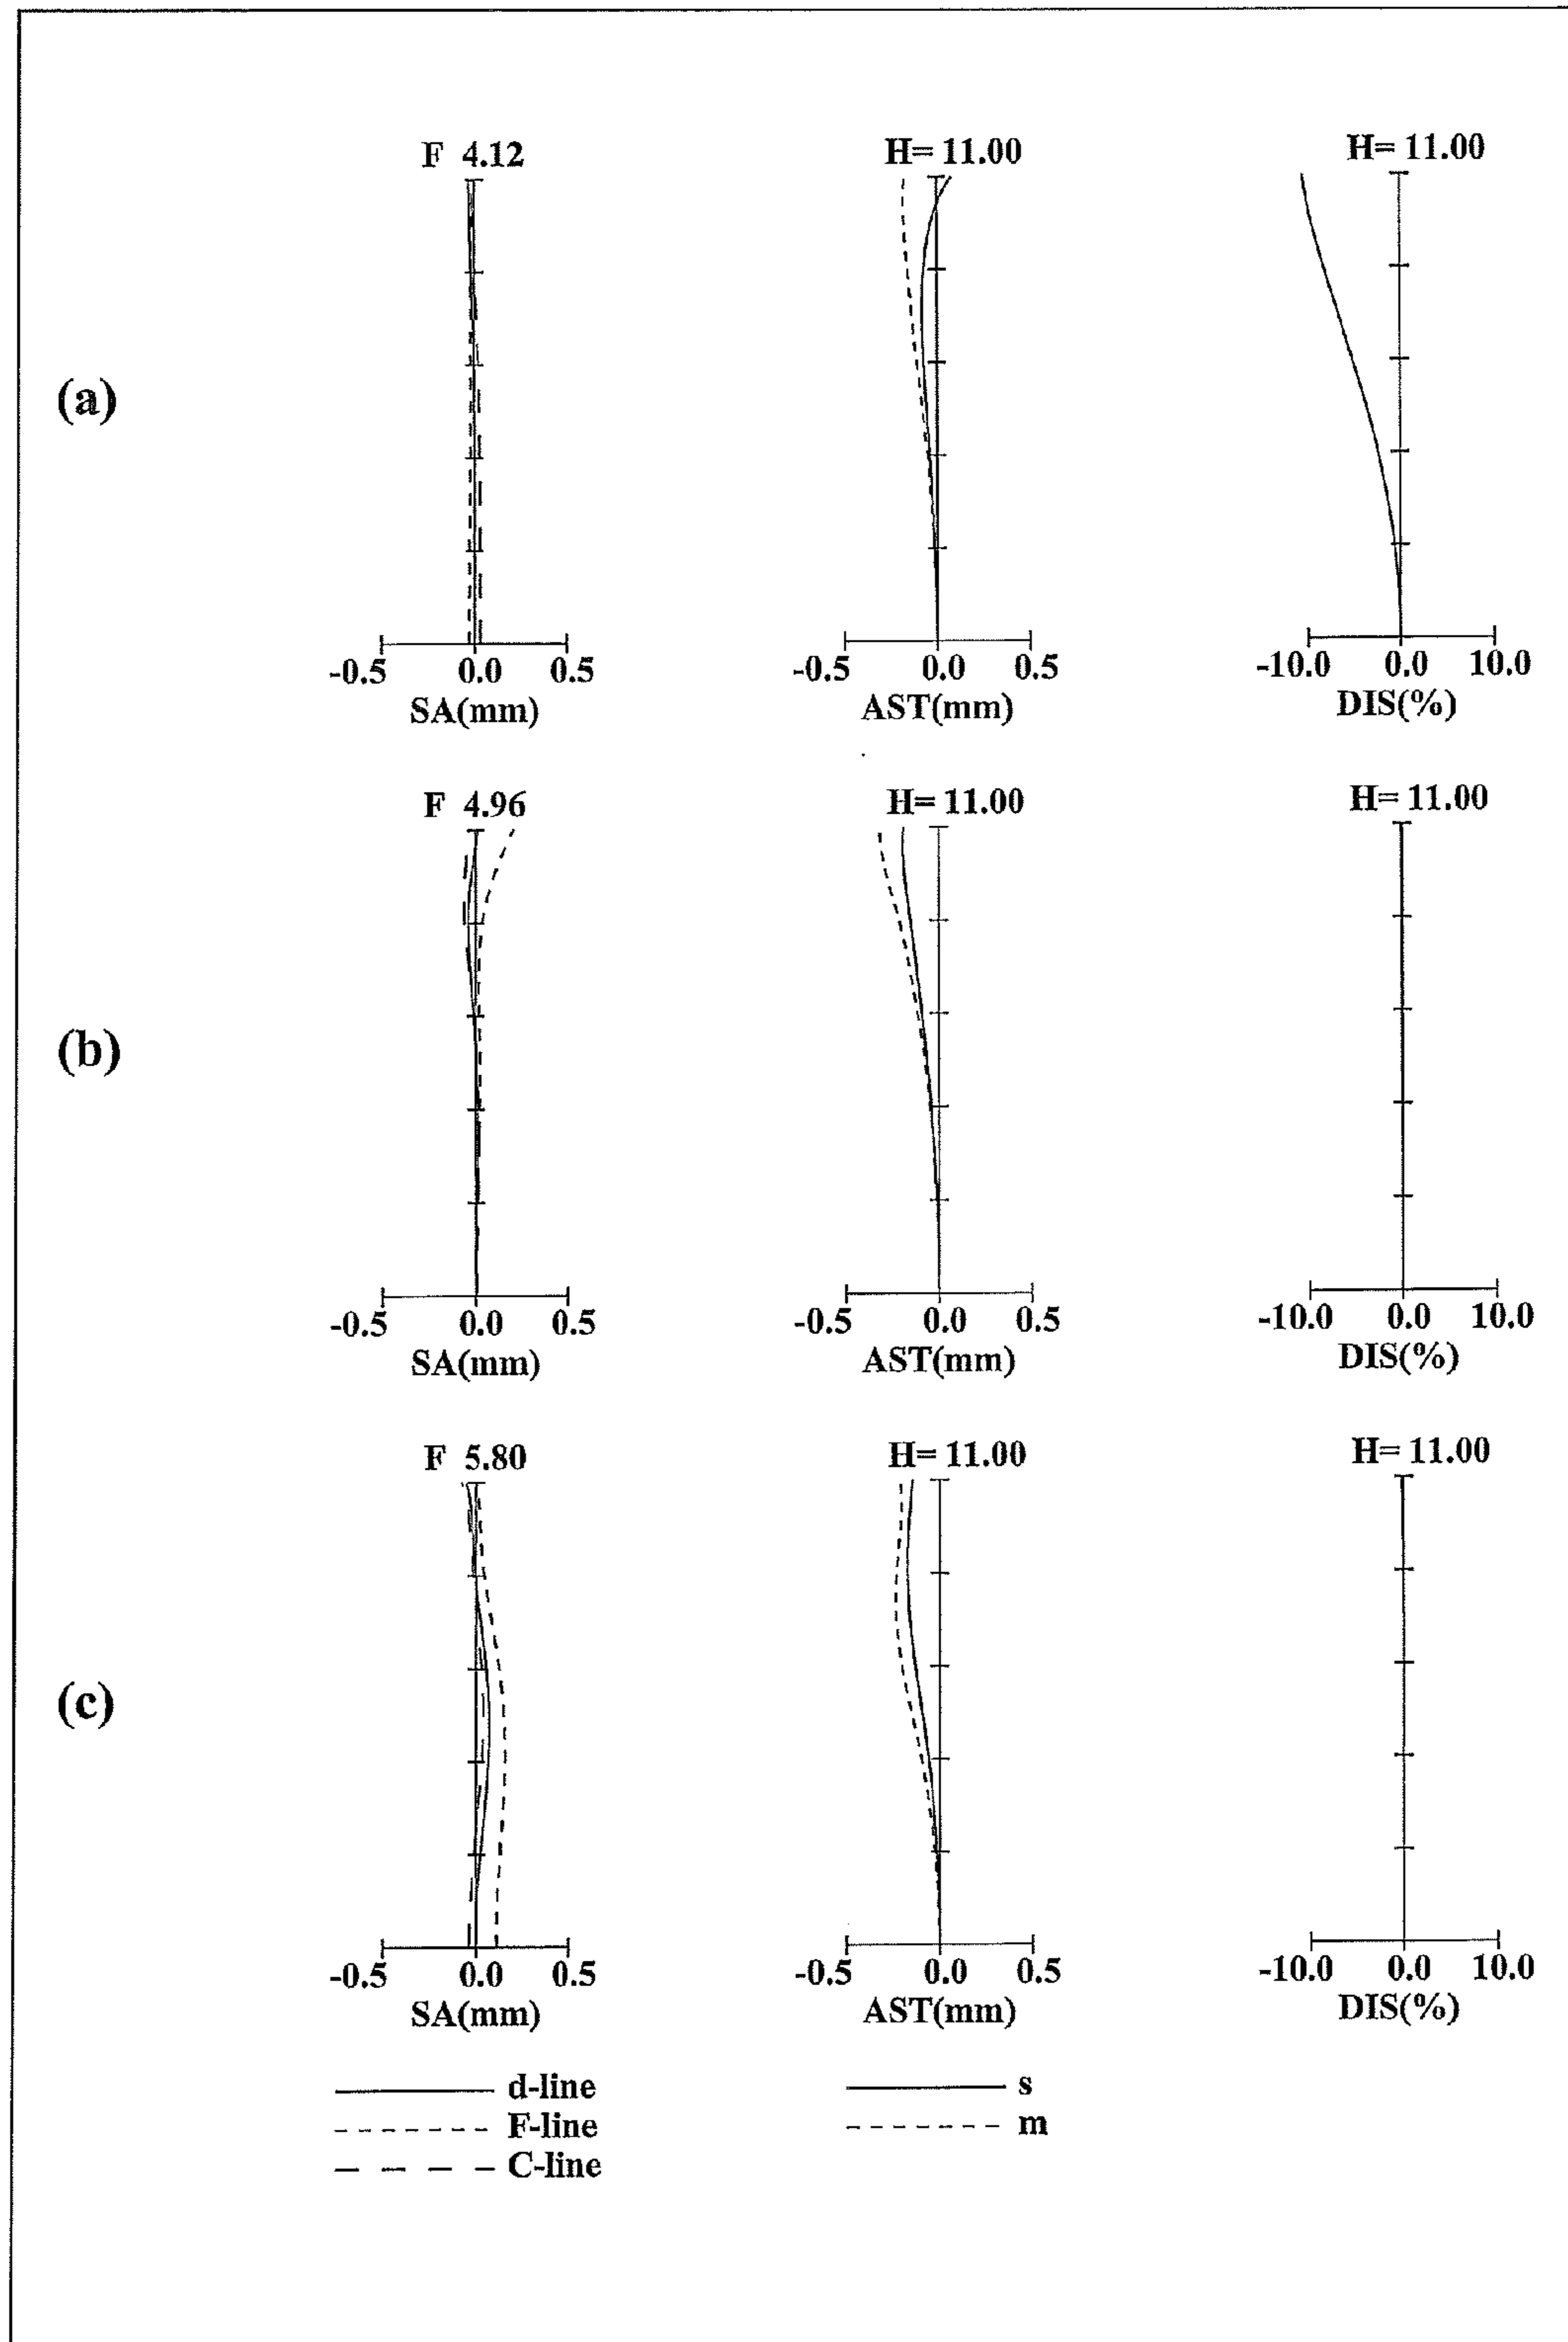 (a)
F 4.12
H= 11.00
H= 11.00
-0.5 0.0 0.5
SA(mm)
-0.5 0.0 0.5
AST(mm)
-10.0 0.0 10.0
DIS(%)
(b)
F 4.96
H= 11.00
H= 11.00
-0.5 0.0 0.5
SA(mm)
-0.5 0.0 0.5
AST(mm)
-10.0 0.0 10.0
DIS(%)
(c)
F 5.80
H= 11.00
H= 11.00
-0.5 0.0 0.5
SA(mm)
-0.5 0.0 0.5
AST(mm)
-10.0 0.0 10.0
DIS(%)
d-line
F-line
C-line
s
m